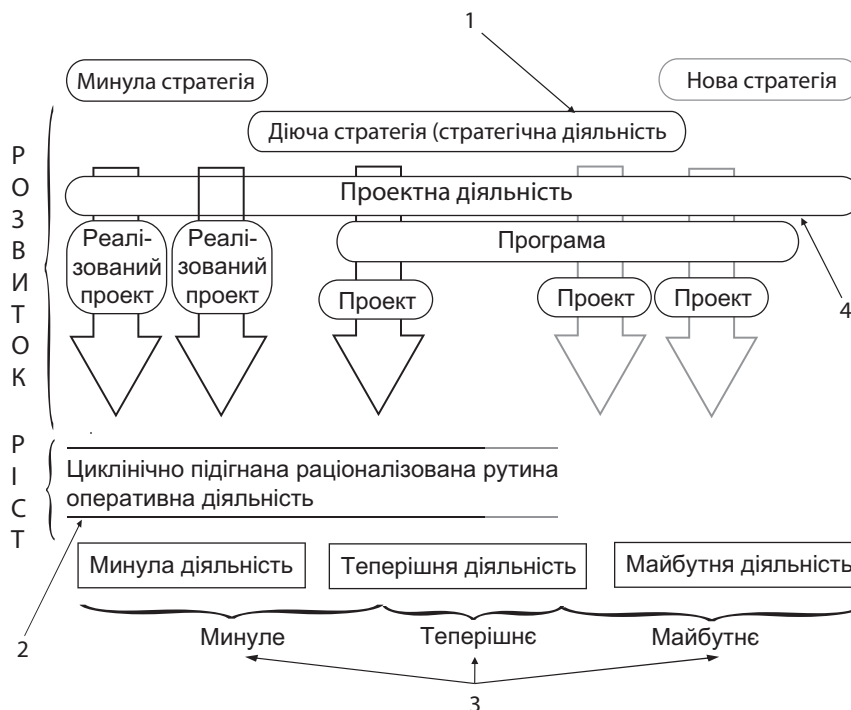 1
Минула стратегія
Нова стратегія
Діюча стратегія (стратегічна діяльність
РОЗВИТОК
Проектна діяльність
Реалі-
зований
проект
Реалі-
зований
проект
Програма
Проект
Проект
Проект
4
РІСТ
Циклінічно підігнана раціоналізована рутина
оперативна діяльність
Минула діяльність
Теперішня діяльність
Майбутня діяльність
2
Минуле
Теперішнє
Майбутнє
3